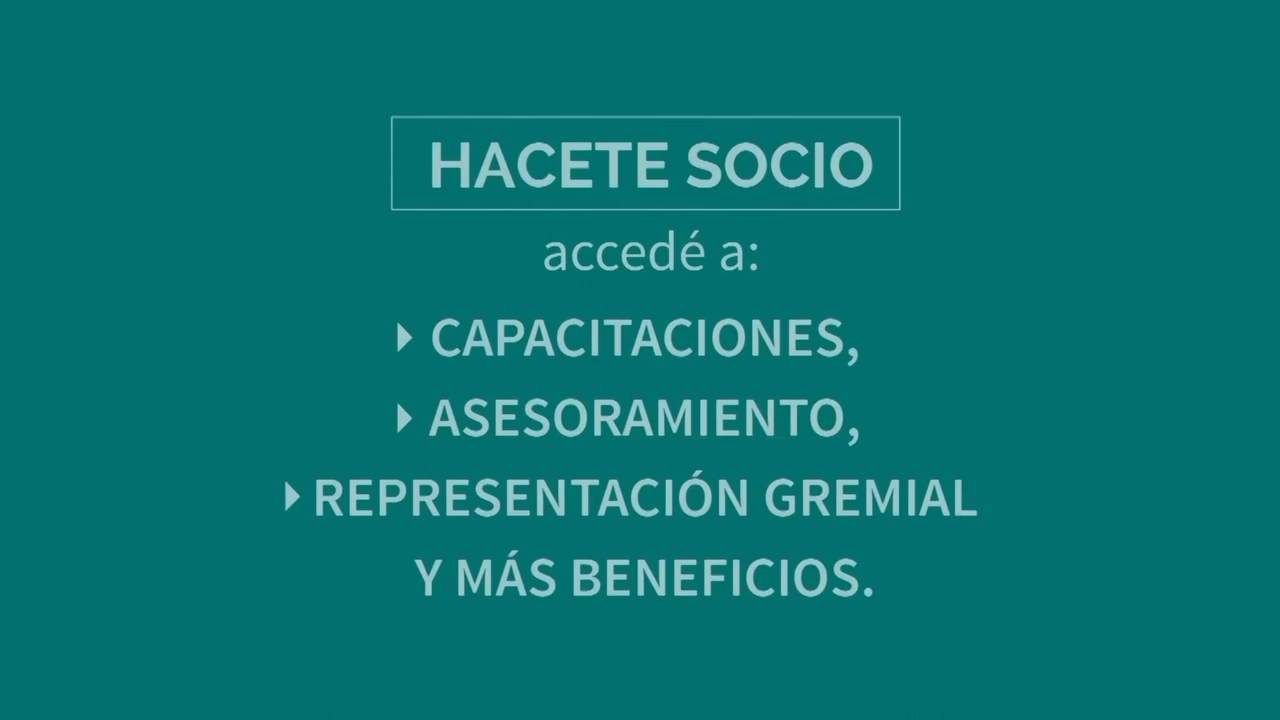 HACETE SOCIO
accedé a:
CAPACITACIONES,
ASESORAMIENTO,
REPRESENTACIÓN GREMIAL
Y MÁS BENEFICIOS.